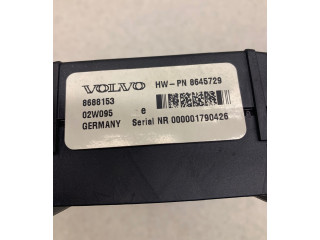 VOLVO HW-PN 8645729
8688153
02W095 e
GERMANY Serial NR 000001790426